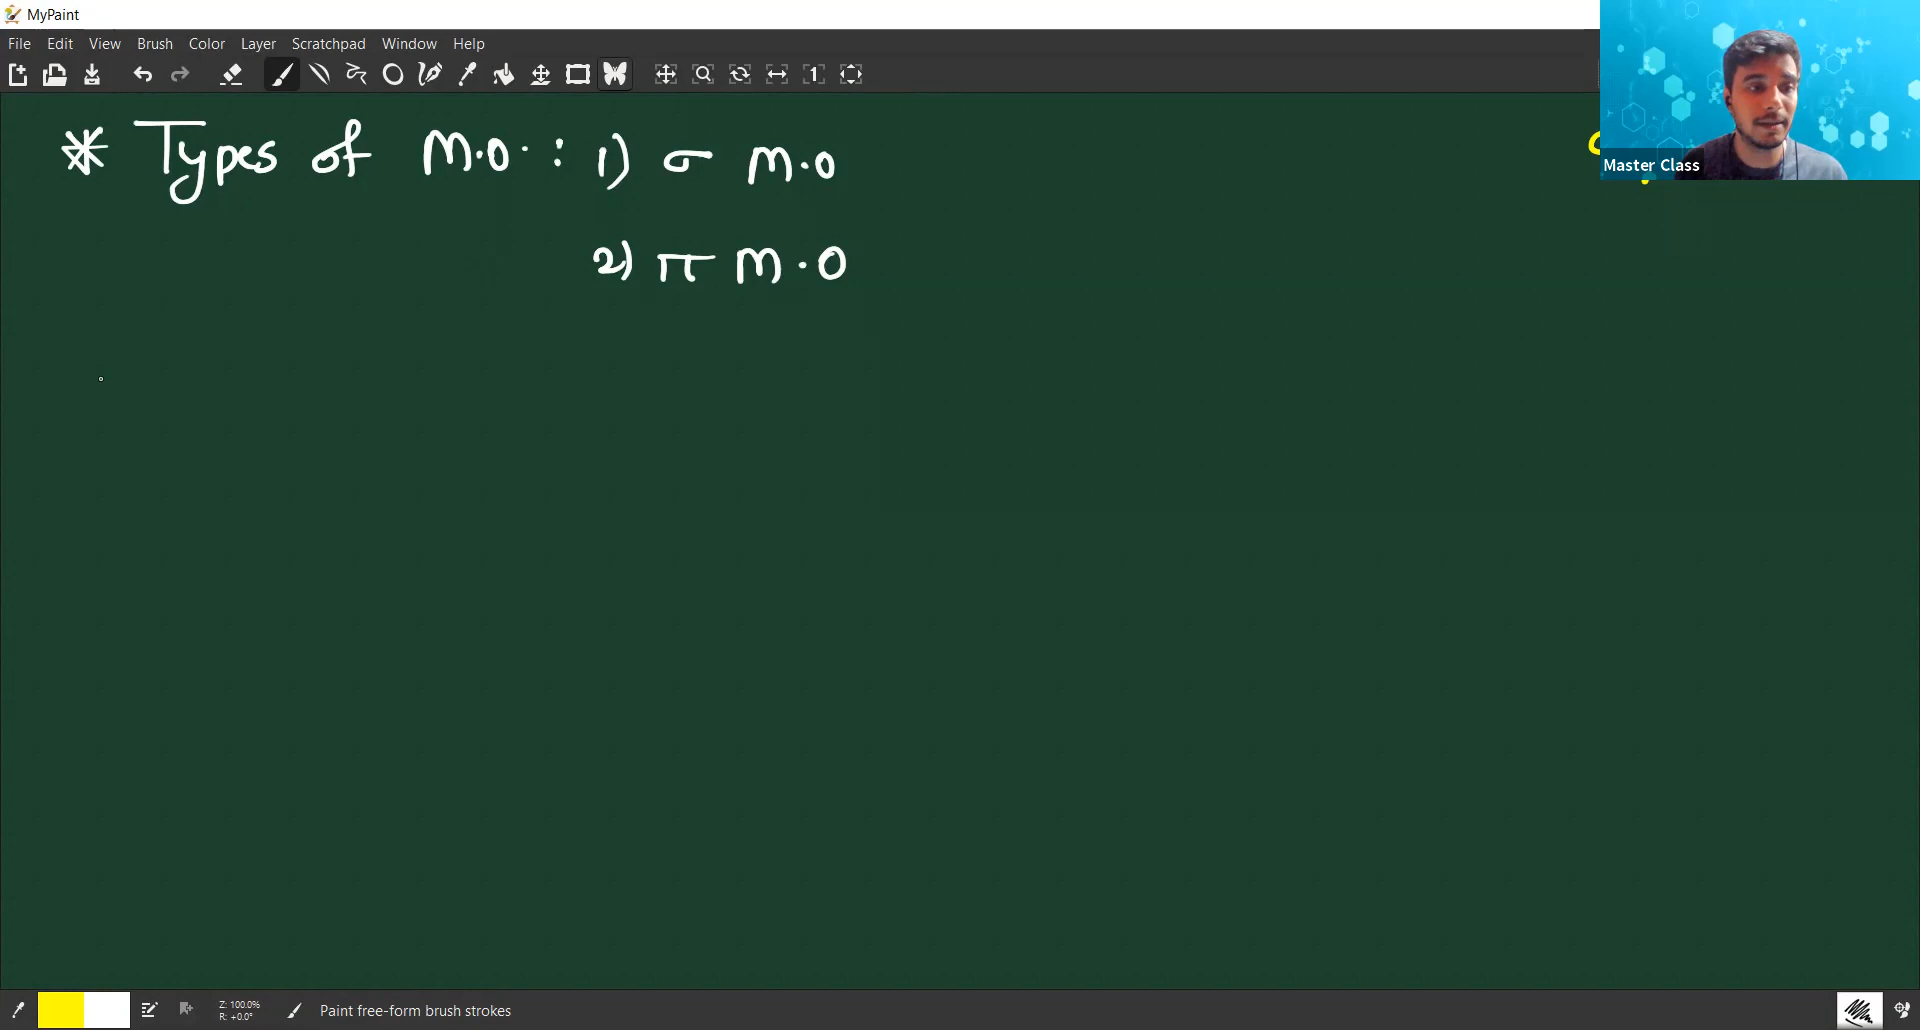 MyPaint
File Edit View Brush Color Layer Scratchpad Window Help
1
Master Class
* Types of M.O. : 1) σ M.O
2) π M.O
Z: 100.0%
R: +0.0°
Paint free-form brush strokes